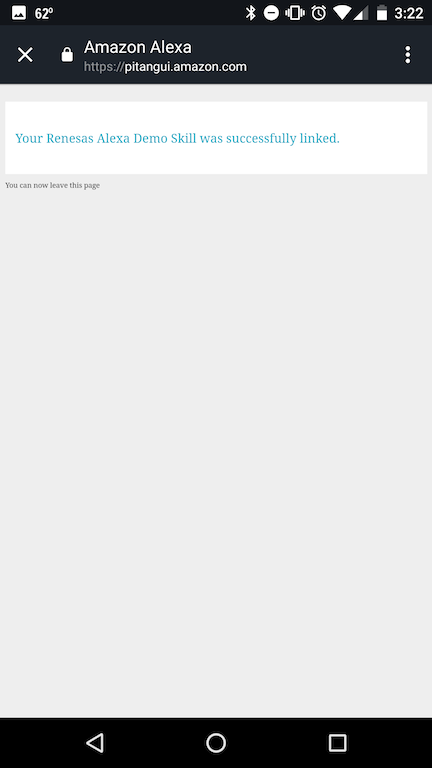 62°
3:22
Amazon Alexa
https://pitangui.amazon.com
Your Renesas Alexa Demo Skill was successfully linked.
You can now leave this page